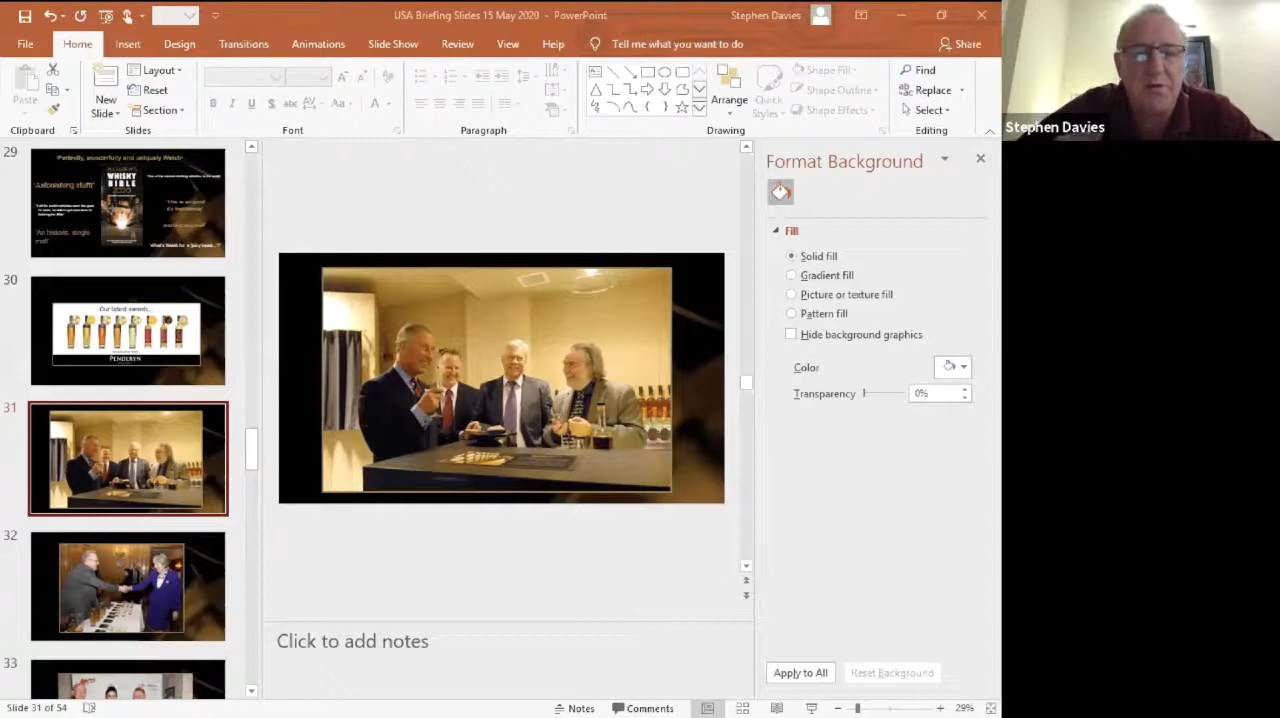 USA Briefing Slides 15 May 2020 - PowerPoint
Stephen Davies
File Home Insert Design Transitions Animations Slide Show Review View Help Tell me what you want to do Share
Paste
New Slide
Layout
Reset
Section
B I U S abc AV Aa A
Shape Fill
Shape Outline
Shape Effects
Arrange
Quick Styles
Find
Replace
Select
Clipboard Slides Font Paragraph Drawing Editing
Stephen Davies
29
WHISKY
BIBLE
2020
'Astonishing stuff!'
'An historic single malt'
30
Our latest awards...
PENDERYN
31
32
33
Format Background
Fill
Solid fill
Gradient fill
Picture or texture fill
Pattern fill
Hide background graphics
Color
Transparency 0%
Apply to All Reset Background
Click to add notes
Slide 31 of 54 Notes Comments 29%